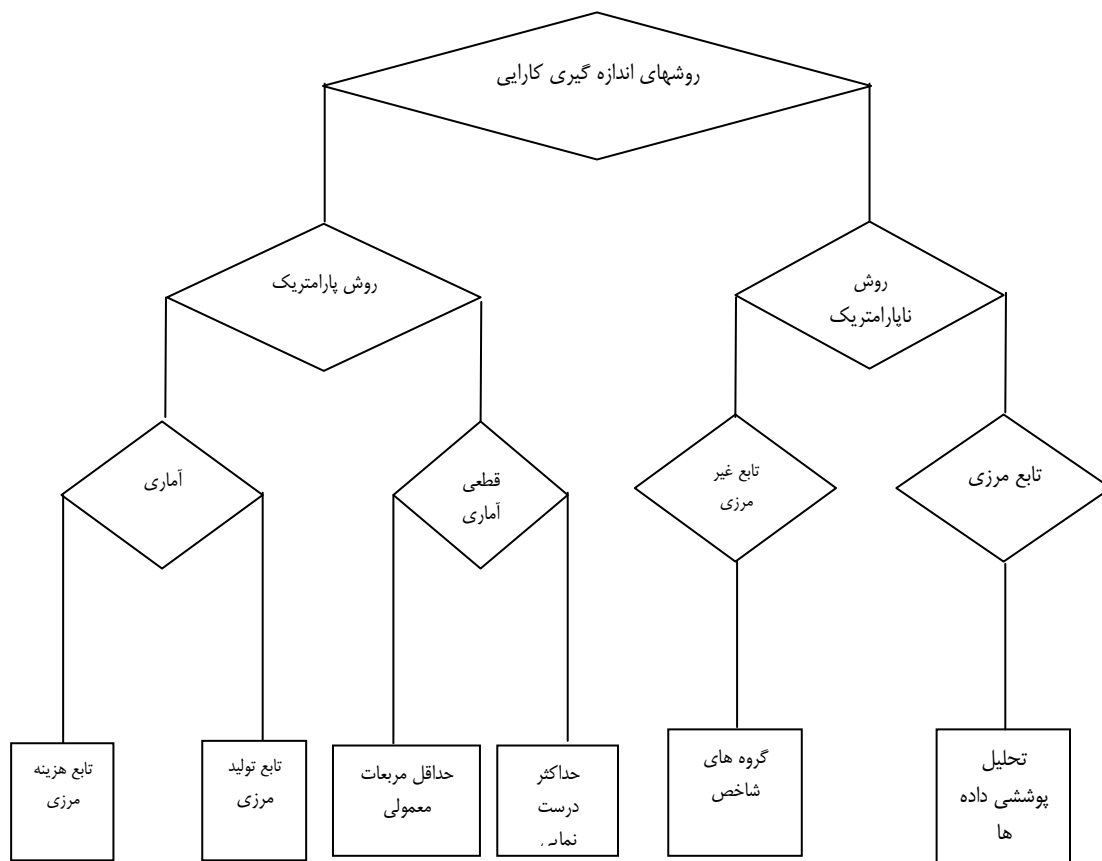 روشهای اندازه گیری کارایی
روش
ناپارامتریک
روش پارامتریک
تابع مرزی
تابع غیر
مرزی
قطعی
آماری
آماری
تحلیل
پوششی داده
ها
گروه های
شاخص
حداکثر
درست
نمایی
حداقل مربعات
معمولی
تابع تولید
مرزی
تابع هزینه
مرزی